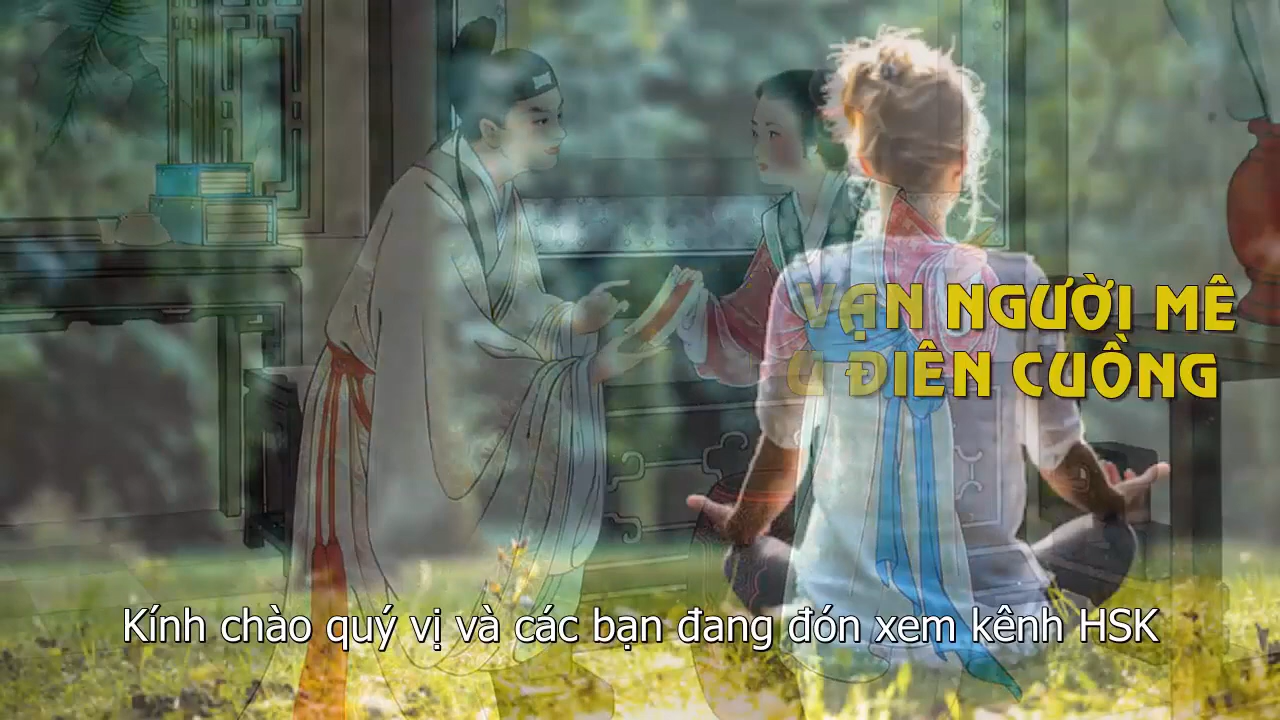 VẠN NGƯỜI MÊ
U ĐIÊN CUỒNG
Kính chào quý vị và các bạn đang đón xem kênh HSK